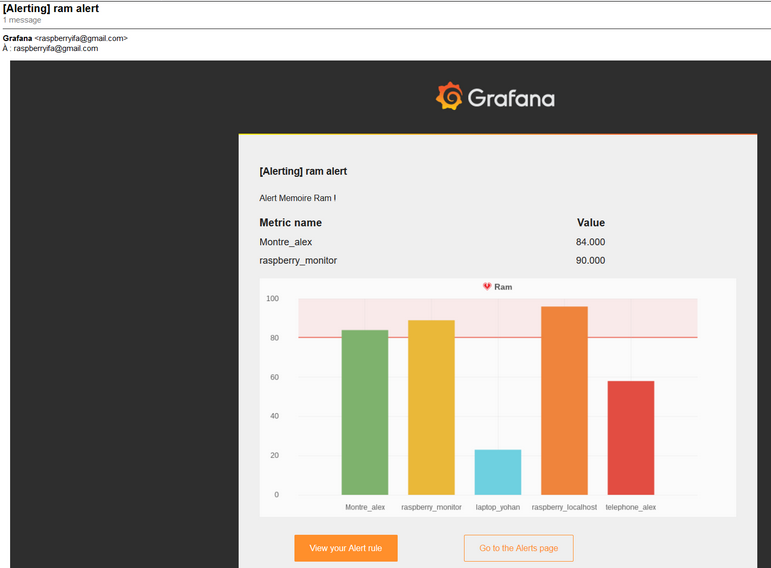 [Alerting] ram alert
1 message
Grafana <raspberryifa@gmail.com>
À : raspberryifa@gmail.com
Grafana
[Alerting] ram alert
Alert Memoire Ram !
Metric name Value
Montre_alex 84.000
raspberry_monitor 90.000
Ram
100
80
60
40
20
0
Montre_alex raspberry_monitor laptop_yohan raspberry_localhost telephone_alex
View your Alert rule Go to the Alerts page